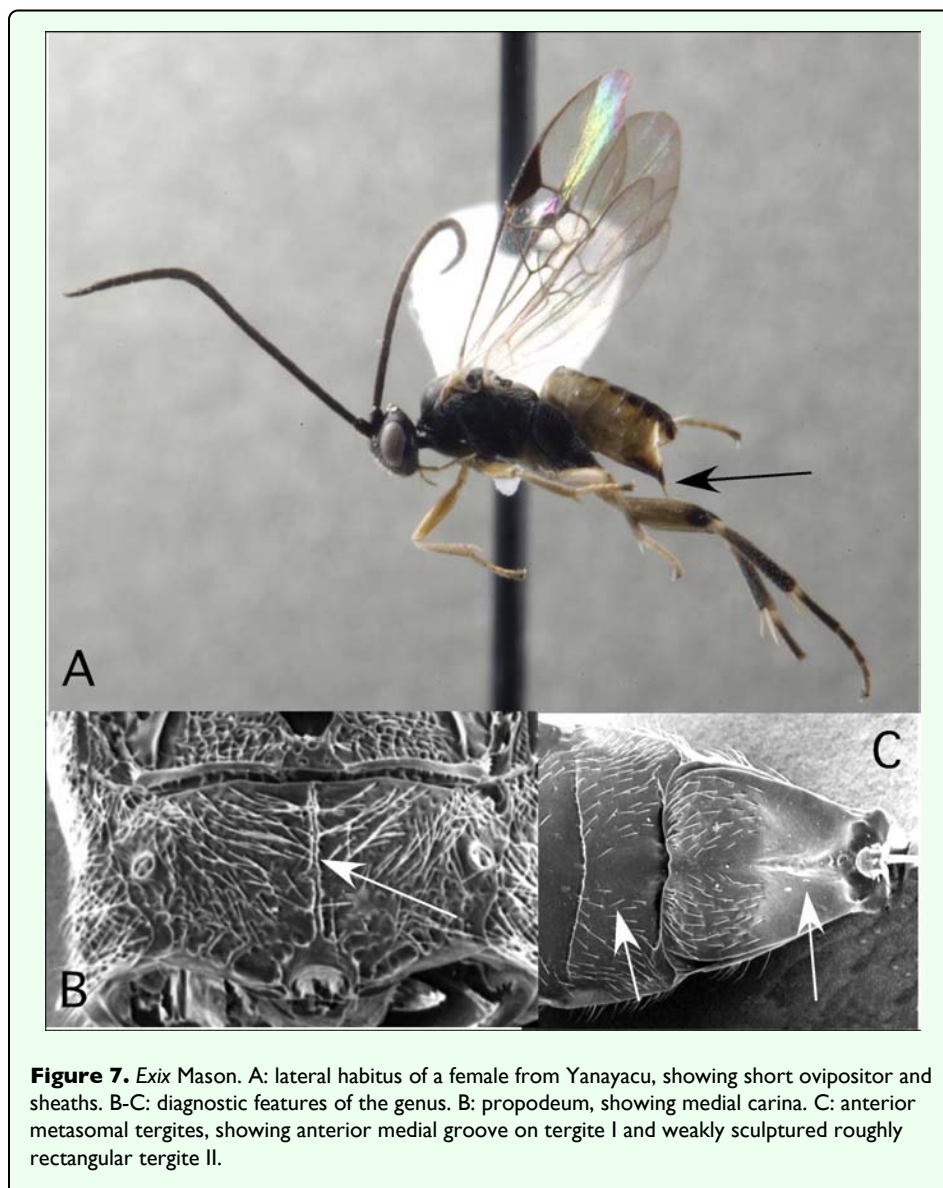 A
B
C
Figure 7. Exix Mason. A: lateral habitus of a female from Yanayacu, showing short ovipositor and
sheaths. B-C: diagnostic features of the genus. B: propodeum, showing medial carina. C: anterior
metasomal tergites, showing anterior medial groove on tergite I and weakly sculptured roughly
rectangular tergite II.